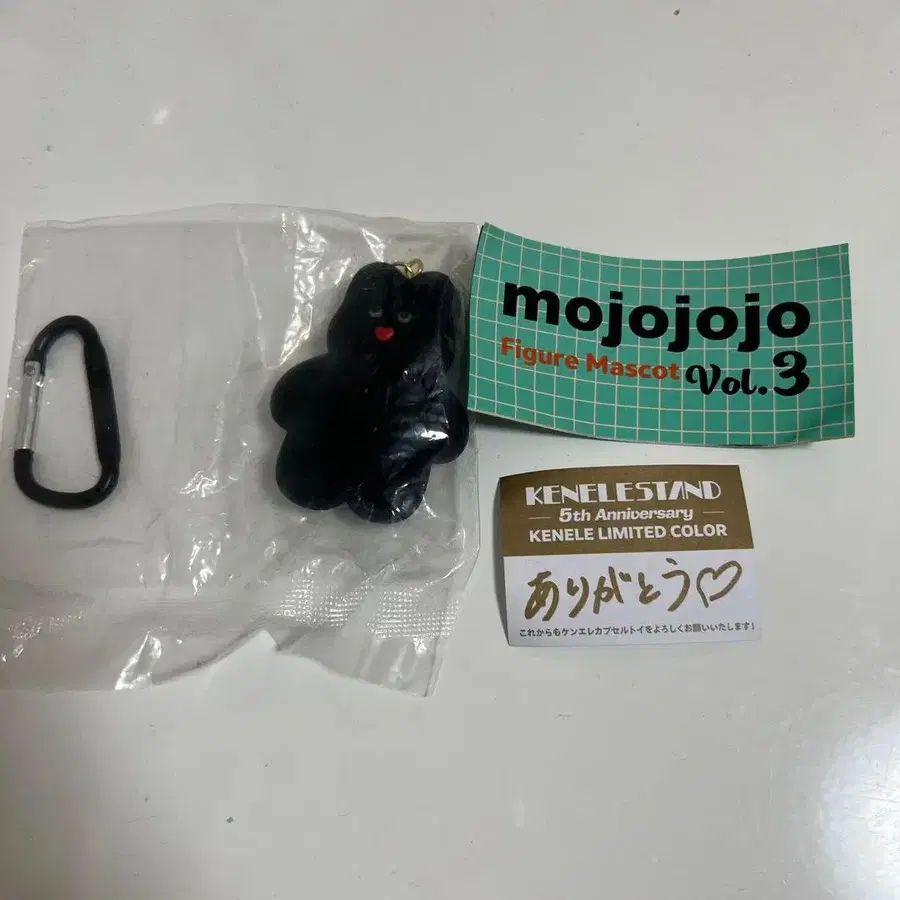 mojojojo
Figure Mascot Vol.3
KENELESTAND
5th Anniversary
KENELE LIMITED COLOR
ありがとう♡
これからもケンエレカプセルトイをよろしくお願いいたします!